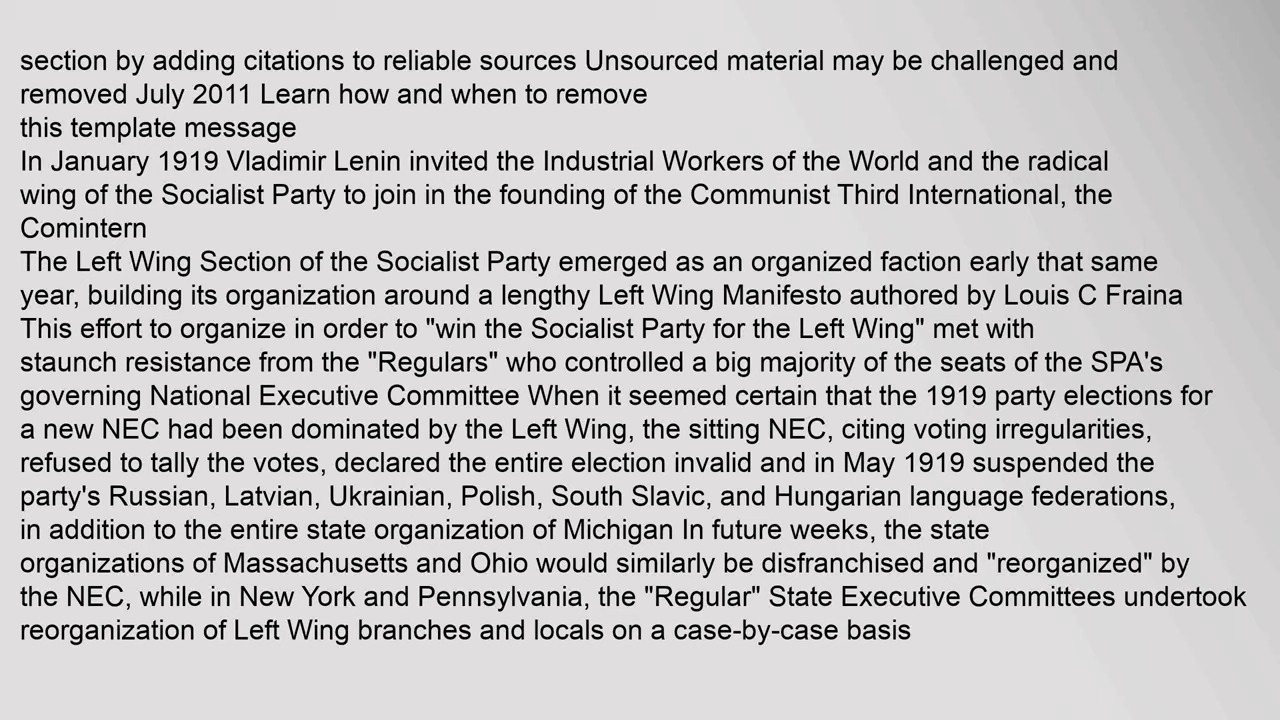 section by adding citations to reliable sources Unsourced material may be challenged and
removed July 2011 Learn how and when to remove
this template message
In January 1919 Vladimir Lenin invited the Industrial Workers of the World and the radical
wing of the Socialist Party to join in the founding of the Communist Third International, the
Comintern
The Left Wing Section of the Socialist Party emerged as an organized faction early that same
year, building its organization around a lengthy Left Wing Manifesto authored by Louis C Fraina
This effort to organize in order to "win the Socialist Party for the Left Wing" met with
staunch resistance from the "Regulars" who controlled a big majority of the seats of the SPA's
governing National Executive Committee When it seemed certain that the 1919 party elections for
a new NEC had been dominated by the Left Wing, the sitting NEC, citing voting irregularities,
refused to tally the votes, declared the entire election invalid and in May 1919 suspended the
party's Russian, Latvian, Ukrainian, Polish, South Slavic, and Hungarian language federations,
in addition to the entire state organization of Michigan In future weeks, the state
organizations of Massachusetts and Ohio would similarly be disfranchised and "reorganized" by
the NEC, while in New York and Pennsylvania, the "Regular" State Executive Committees undertook
reorganization of Left Wing branches and locals on a case-by-case basis